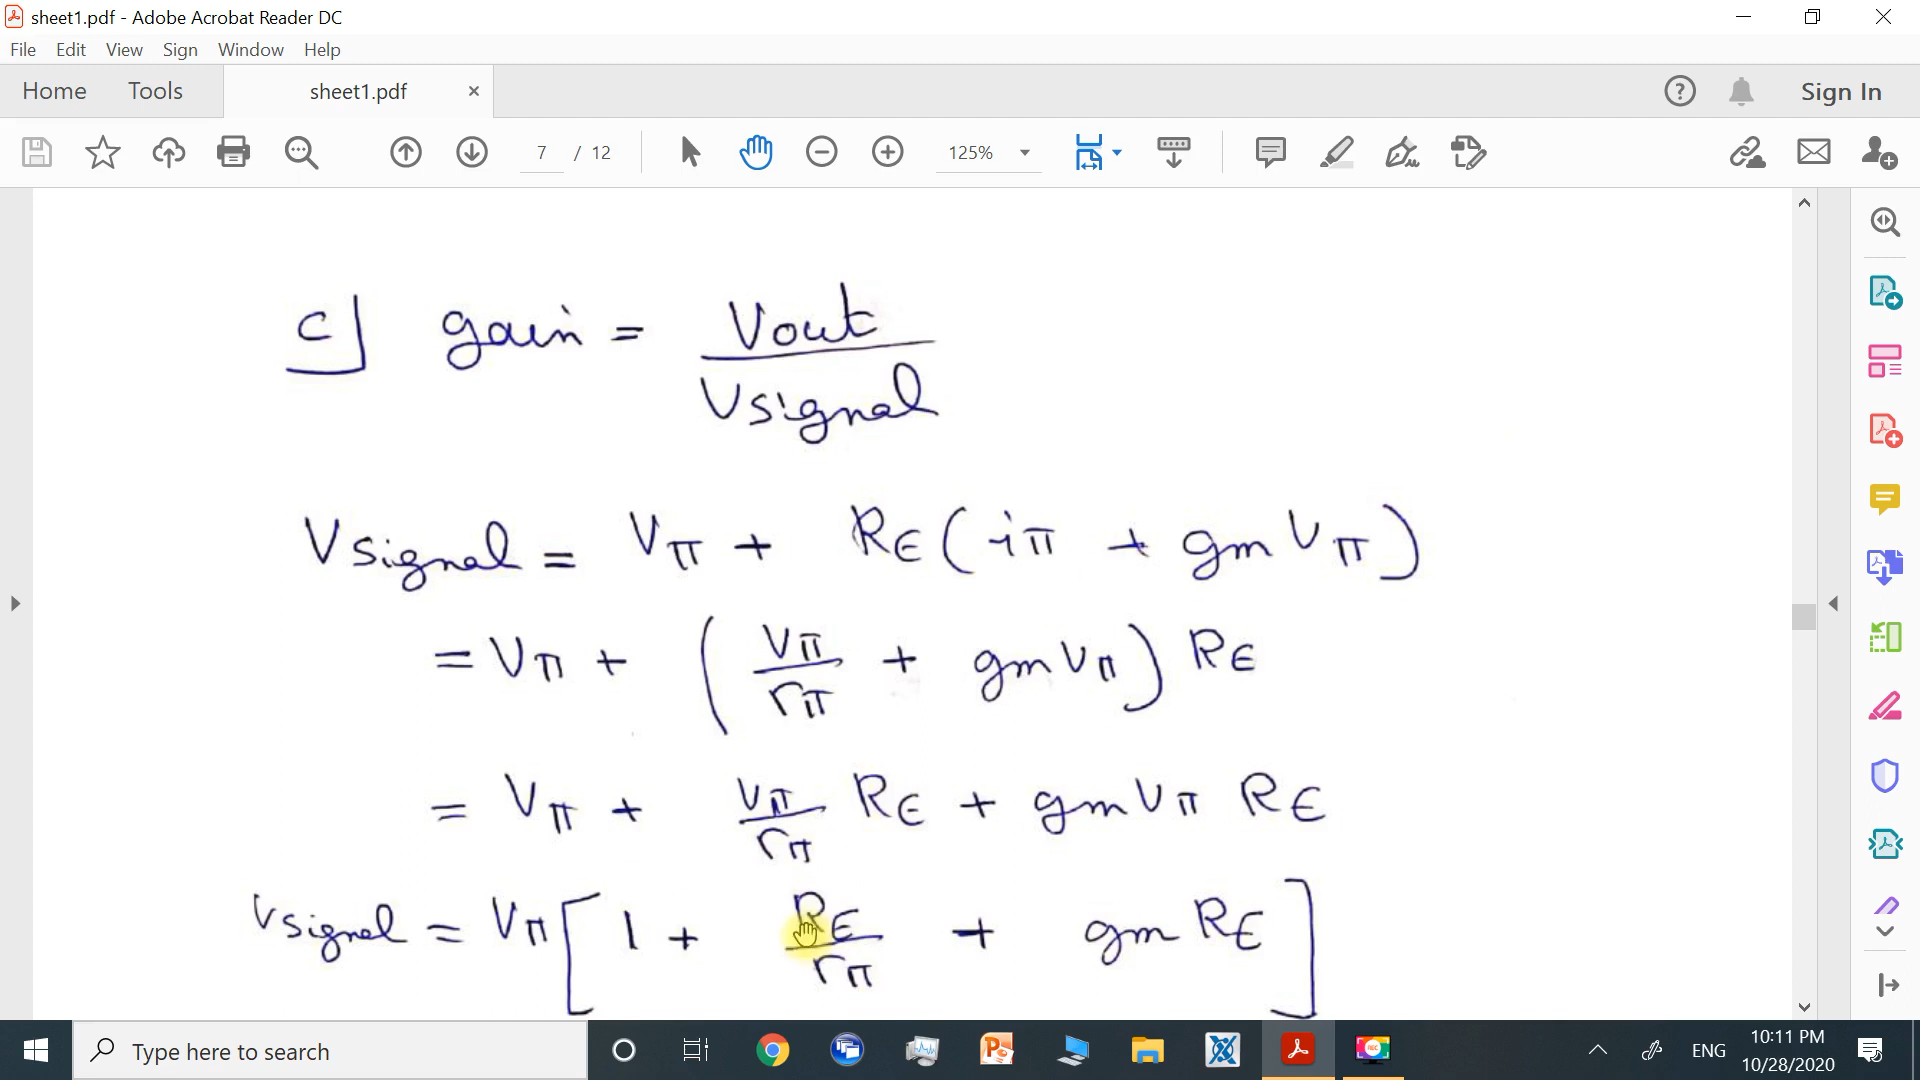 sheet1.pdf - Adobe Acrobat Reader DC
File Edit View Sign Window Help
Home Tools sheet1.pdf × ? Sign In
7 / 12 125%
c] gain = Vout / Vsignal
Vsignal = Vπ + RE (iπ + gm Vπ)
= Vπ + (Vπ / rπ + gm Vπ) RE
= Vπ + Vπ / rπ RE + gm Vπ RE
Vsignal = Vπ [ 1 + RE / rπ + gm RE ]
Type here to search
ENG
10:11 PM
10/28/2020